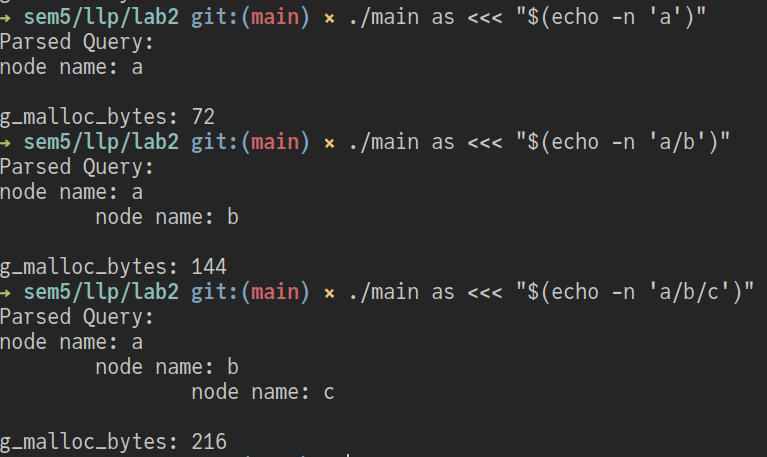 → sem5/llp/lab2 git:(main) × ./main as <<< "$(echo -n 'a')"
Parsed Query:
node name: a
g_malloc_bytes: 72
→ sem5/llp/lab2 git:(main) × ./main as <<< "$(echo -n 'a/b')"
Parsed Query:
node name: a
node name: b
g_malloc_bytes: 144
→ sem5/llp/lab2 git:(main) × ./main as <<< "$(echo -n 'a/b/c')"
Parsed Query:
node name: a
node name: b
node name: c
g_malloc_bytes: 216